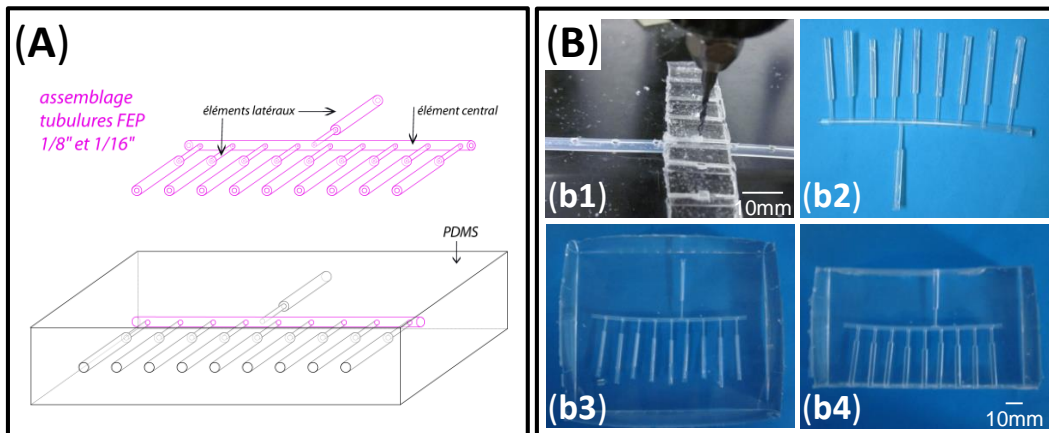 (A)
assemblage
tubulures FEP
1/8" et 1/16"
éléments latéraux
élément central
PDMS
(B)
(b1)
10mm
(b2)
(b3)
(b4)
10mm